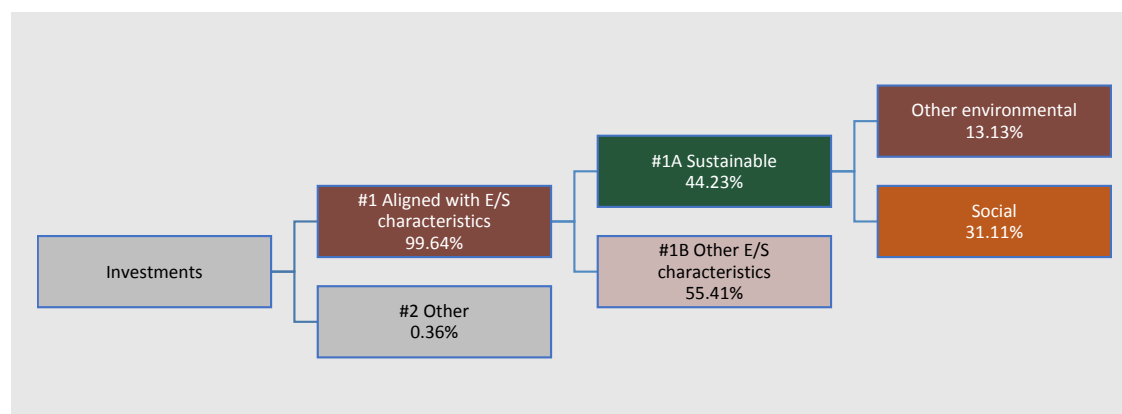 Investments
#1 Aligned with E/S
characteristics
99.64%
#2 Other
0.36%
#1A Sustainable
44.23%
#1B Other E/S
characteristics
55.41%
Other environmental
13.13%
Social
31.11%